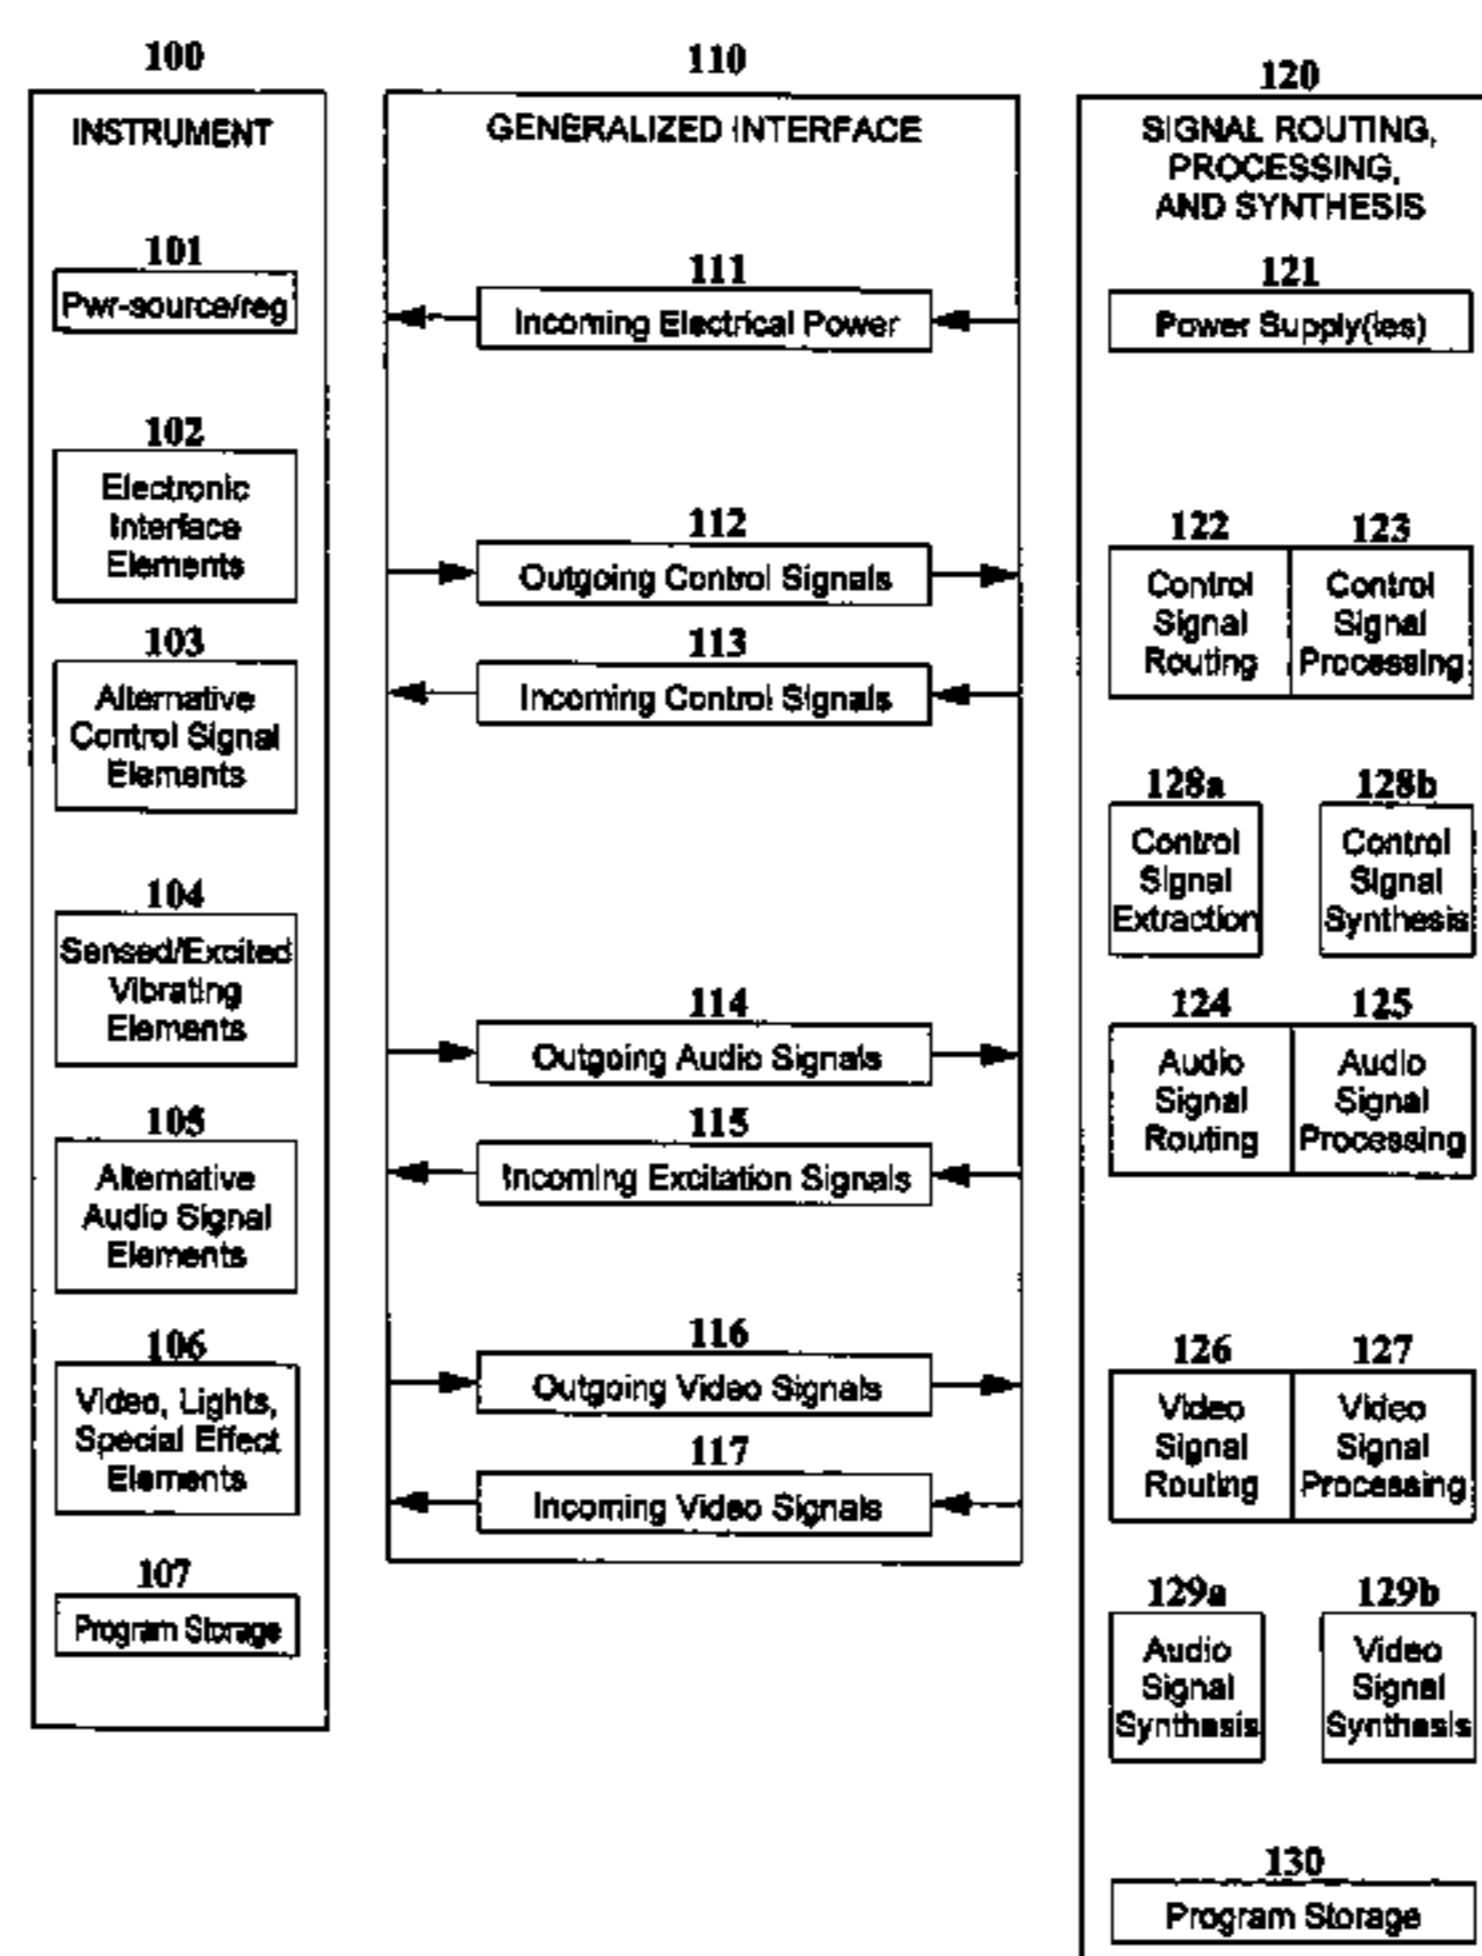 100
INSTRUMENT
101
Pwr-source/reg
102
Electronic
Interface
Elements
103
Alternative
Control Signal
Elements
104
Sensed/Excited
Vibrating
Elements
105
Alternative
Audio Signal
Elements
106
Video, Lights,
Special Effect
Elements
107
Program Storage
110
GENERALIZED INTERFACE
111
Incoming Electrical Power
112
Outgoing Control Signals
113
Incoming Control Signals
114
Outgoing Audio Signals
115
Incoming Excitation Signals
116
Outgoing Video Signals
117
Incoming Video Signals
120
SIGNAL ROUTING,
PROCESSING,
AND SYNTHESIS
121
Power Supply(ies)
122
Control
Signal
Routing
123
Control
Signal
Processing
128a
Control
Signal
Extraction
128b
Control
Signal
Synthesis
124
Audio
Signal
Routing
125
Audio
Signal
Processing
126
Video
Signal
Routing
127
Video
Signal
Processing
129a
Audio
Signal
Synthesis
129b
Video
Signal
Synthesis
130
Program Storage